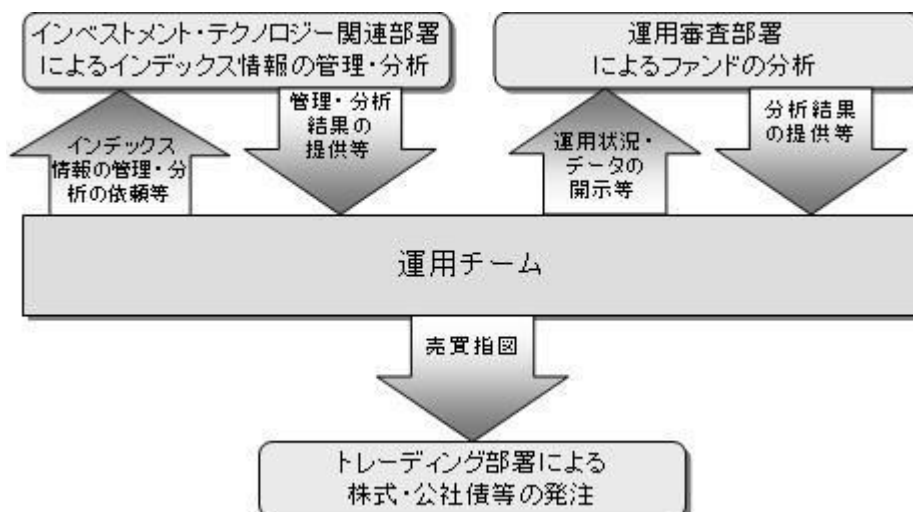 インベストメント・テクノロジー関連部署
によるインデックス情報の管理・分析
運用審査部署
によるファンドの分析
インデックス
情報の管理・分
析の依頼等
管理・分析
結果の
提供等
運用状況・
データの
開示等
分析結果
の提供等
運用チーム
売買指図
トレーディング部署による
株式・公社債等の発注